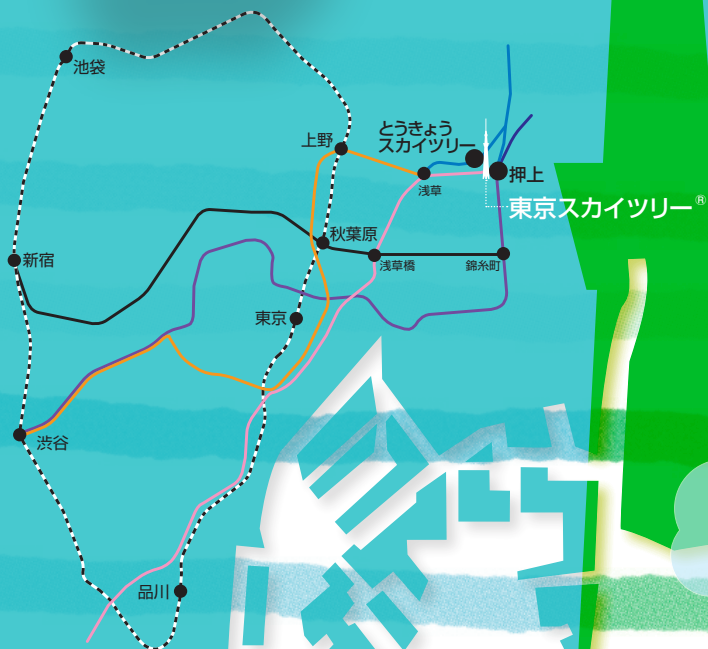 池袋
上野
とうきょう
スカイツリー
押上
浅草
東京スカイツリー®
秋葉原
新宿
浅草橋
錦糸町
東京
渋谷
品川